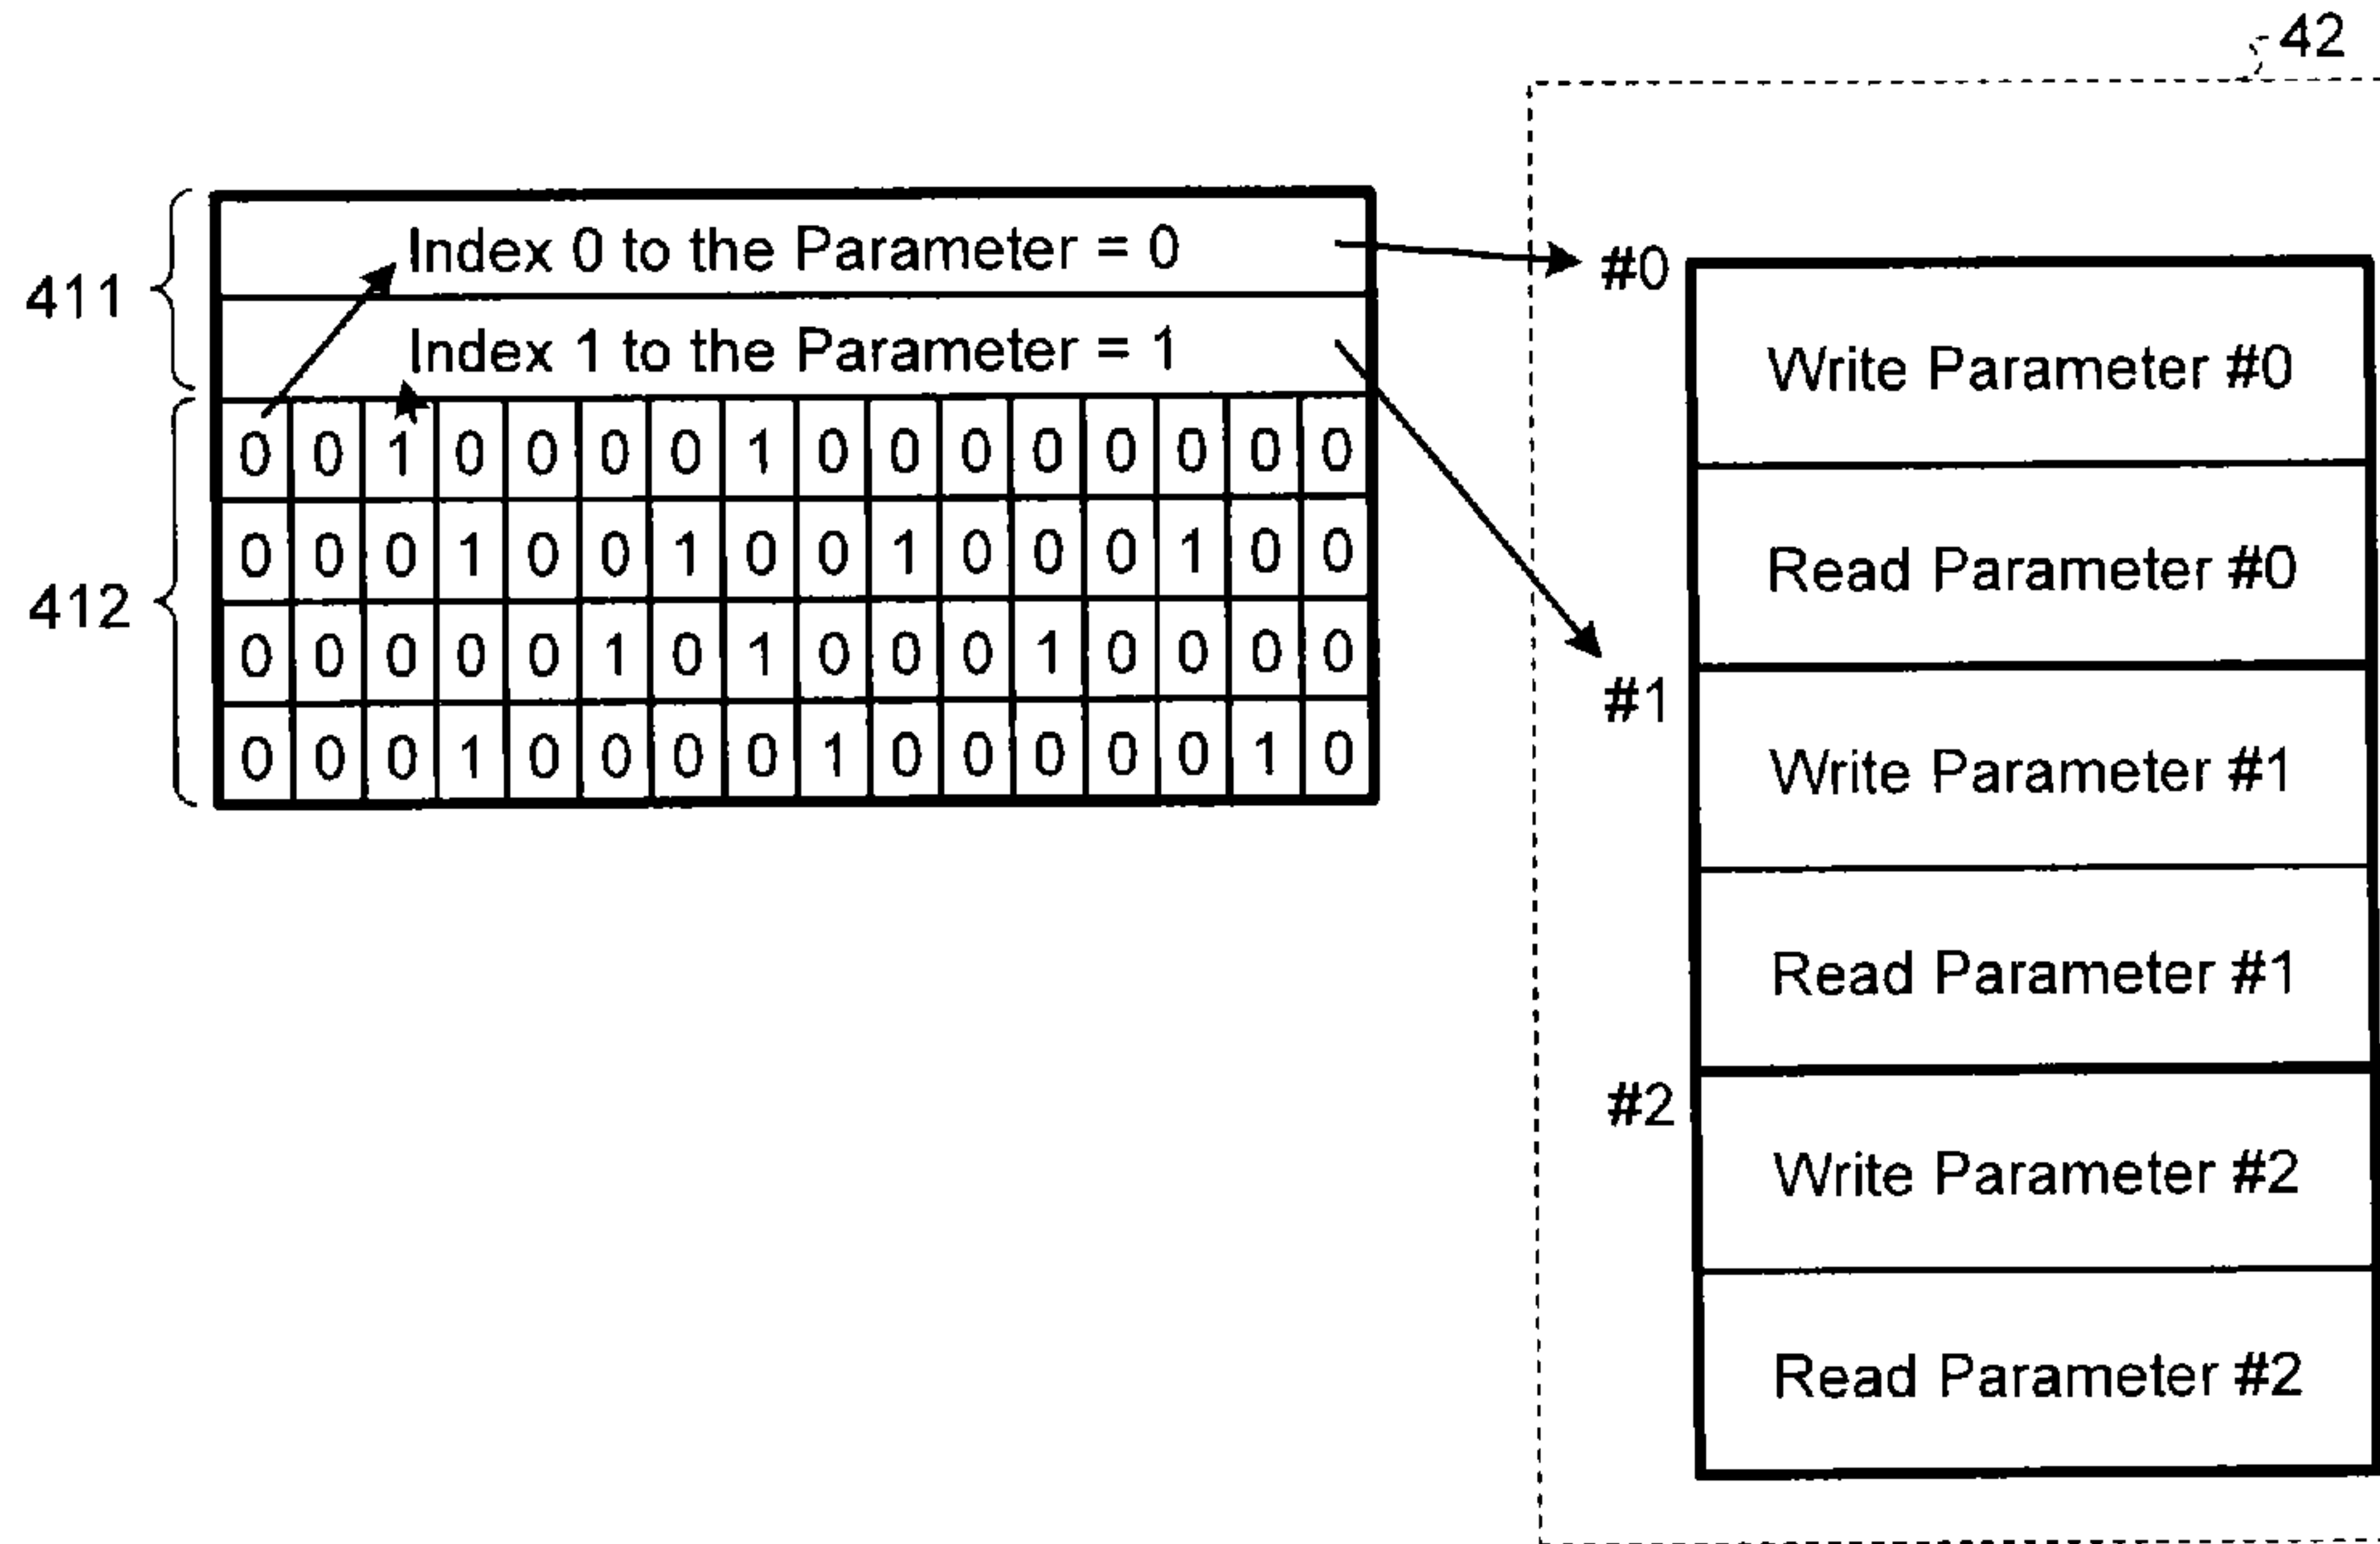 42
411
Index 0 to the Parameter = 0
Index 1 to the Parameter = 1
412
0 0 1 0 0 0 0 1 0 0 0 0 0 0 0 0
0 0 0 1 0 0 1 0 0 1 0 0 0 1 0 0
0 0 0 0 0 1 0 1 0 0 0 1 0 0 0 0
0 0 0 1 0 0 0 0 1 0 0 0 0 0 1 0
#0
Write Parameter #0
Read Parameter #0
#1
Write Parameter #1
Read Parameter #1
#2
Write Parameter #2
Read Parameter #2